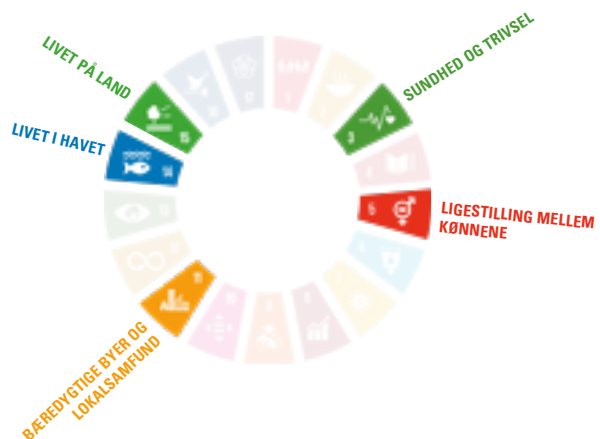 LIVET PÅ LAND
15
LIVET I HAVET
14
SUNDHED OG TRIVSEL
3
LIGESTILLING MELLEM
KØNNENE
5
BÆREDYGTIGE BYER OG
LOKALSAMFUND
11